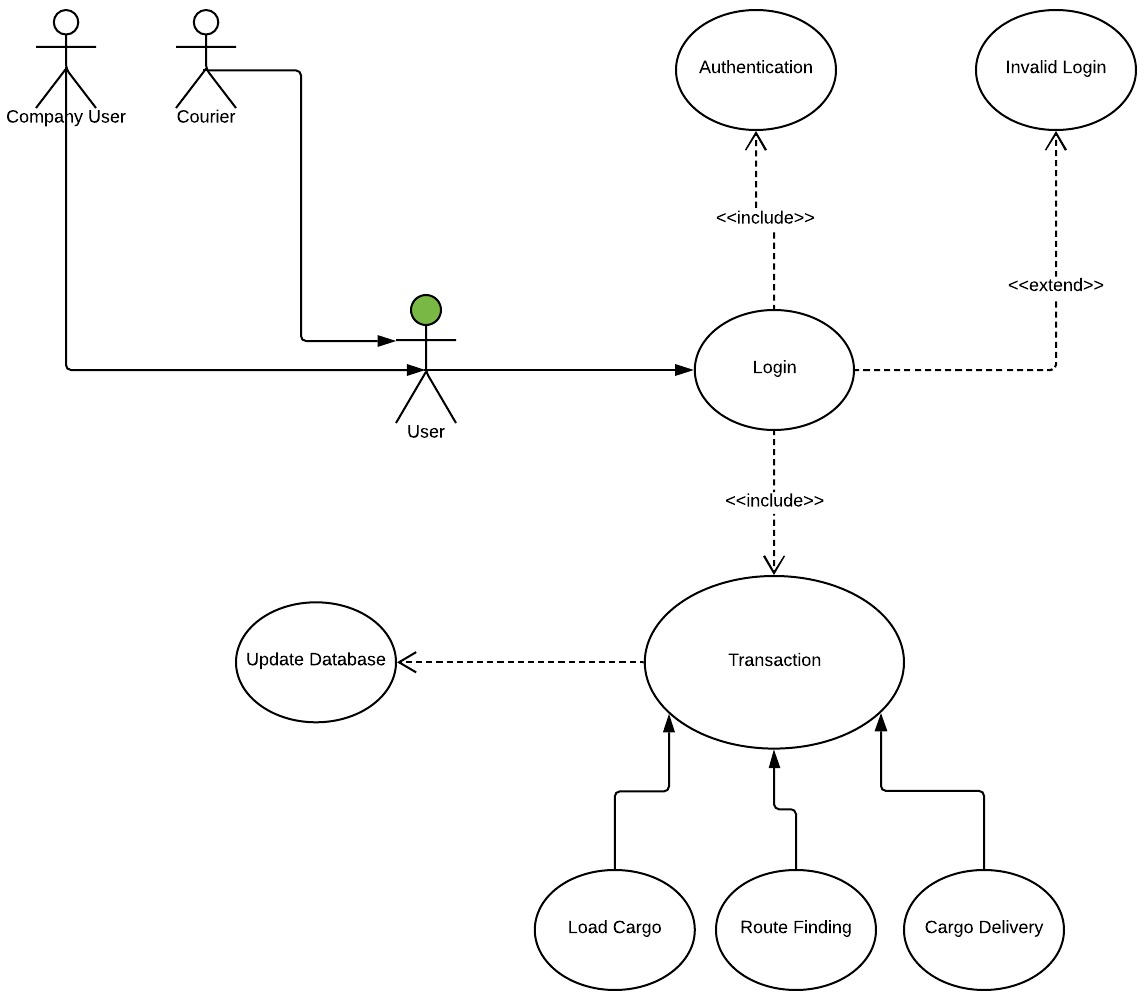 Company User
Courier
Authentication
Invalid Login
<<include>>
<<extend>>
Login
User
<<include>>
Update Database
Transaction
Load Cargo
Route Finding
Cargo Delivery